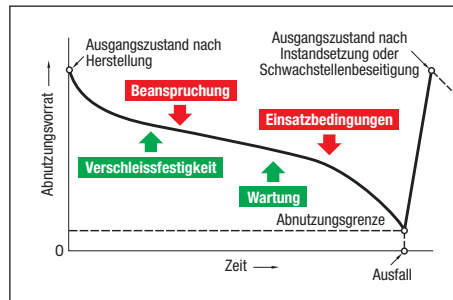 Ausgangszustand nach
Herstellung
Ausgangszustand nach
Instandsetzung oder
Schwachstellenbeseitigung
Beanspruchung
Einsatzbedingungen
Verschleissfestigkeit
Wartung
Abnutzungsgrenze
Abnutzungsvorrat
0
Zeit
Ausfall